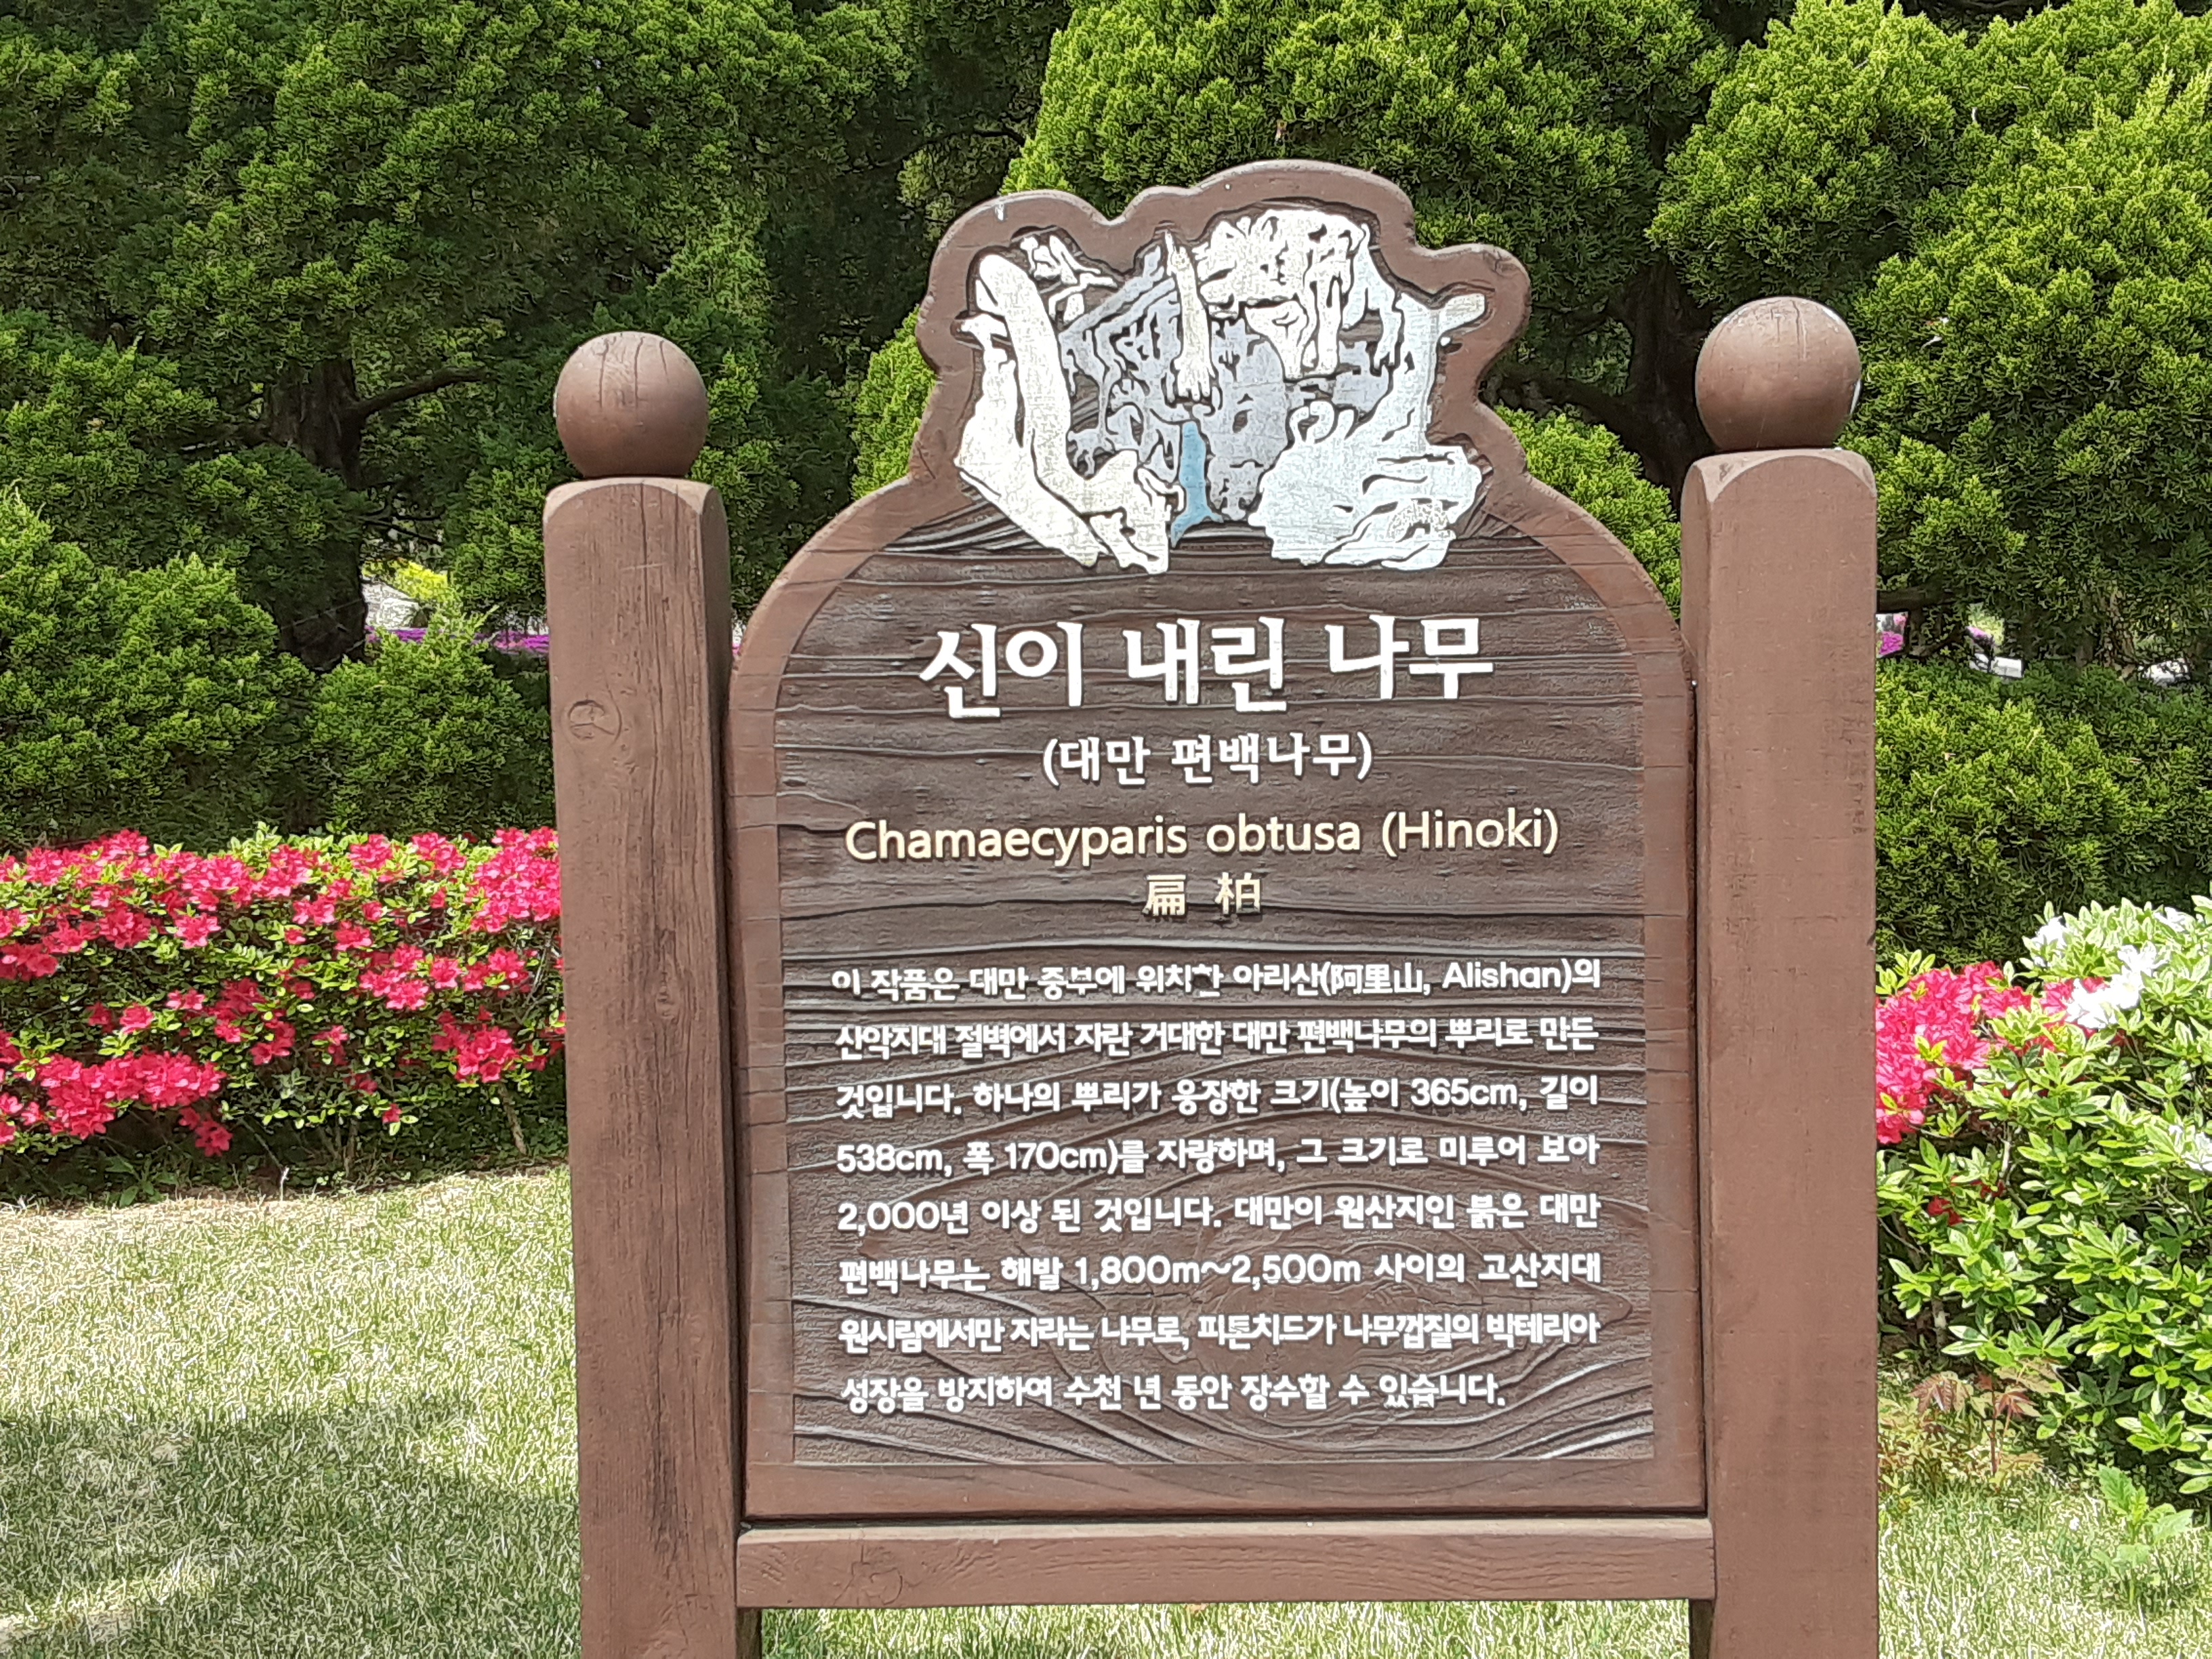 신이 내린 나무
(대만 편백나무)
Chamaecyparis obtusa (Hinoki)
扁 柏
이 작품은 대만 중부에 위치한 아리산(阿里山, Alishan)의
산악지대 절벽에서 자란 거대한 대만 편백나무의 뿌리로 만든
것입니다. 하나의 뿌리가 웅장한 크기(높이 365cm, 길이
538cm, 폭 170cm)를 자랑하며, 그 크기로 미루어 보아
2,000년 이상 된 것입니다. 대만이 원산지인 붉은 대만
편백나무는 해발 1,800m~2,500m 사이의 고산지대
원시림에서만 자라는 나무로, 피톤치드가 나무껍질의 박테리아
성장을 방지하여 수천 년 동안 장수할 수 있습니다.